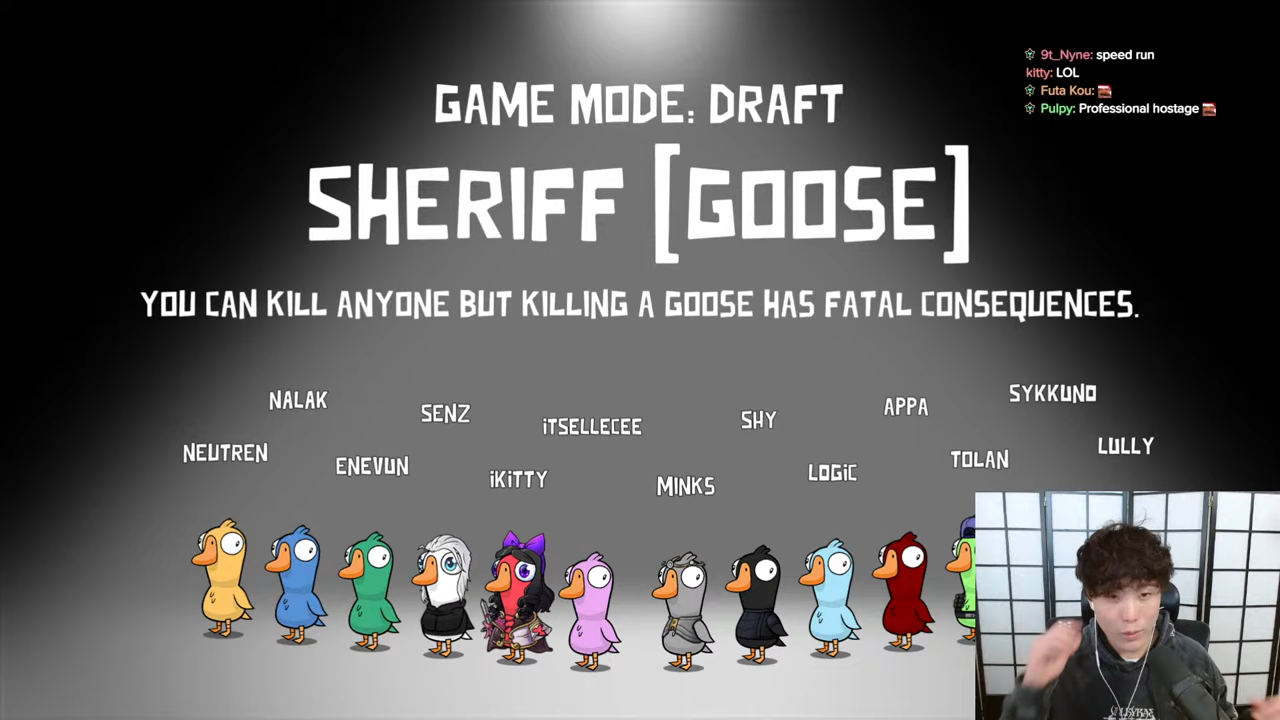 GAME MODE: DRAFT
SHERIFF [GOOSE]
YOU CAN KILL ANYONE BUT KILLING A GOOSE HAS FATAL CONSEQUENCES.
9t_Nyne: speed run
kitty: LOL
Futa Kou:
Pulpy: Professional hostage
NALAK
SENZ
iTSELLECEE
SHY
APPA
SYKKUNO
NEUTREN
ENEVUN
iKiTTY
MINKS
LOGiC
TOLAN
LULLY